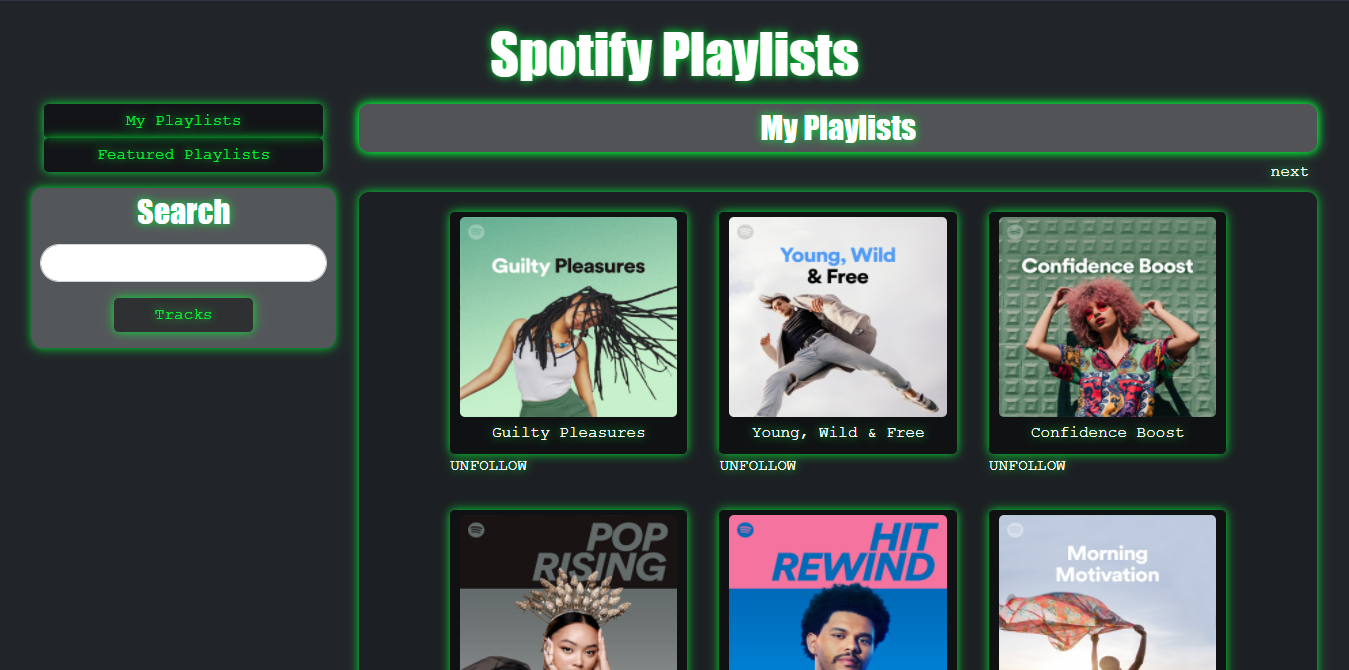 Spotify Playlists
My Playlists
Featured Playlists
Search
Tracks
My Playlists
next
Guilty Pleasures
Guilty Pleasures
UNFOLLOW
Young, Wild
& Free
Young, Wild & Free
UNFOLLOW
Confidence Boost
Confidence Boost
UNFOLLOW
POP
RISING
HIT
REWIND
Morning
Motivation